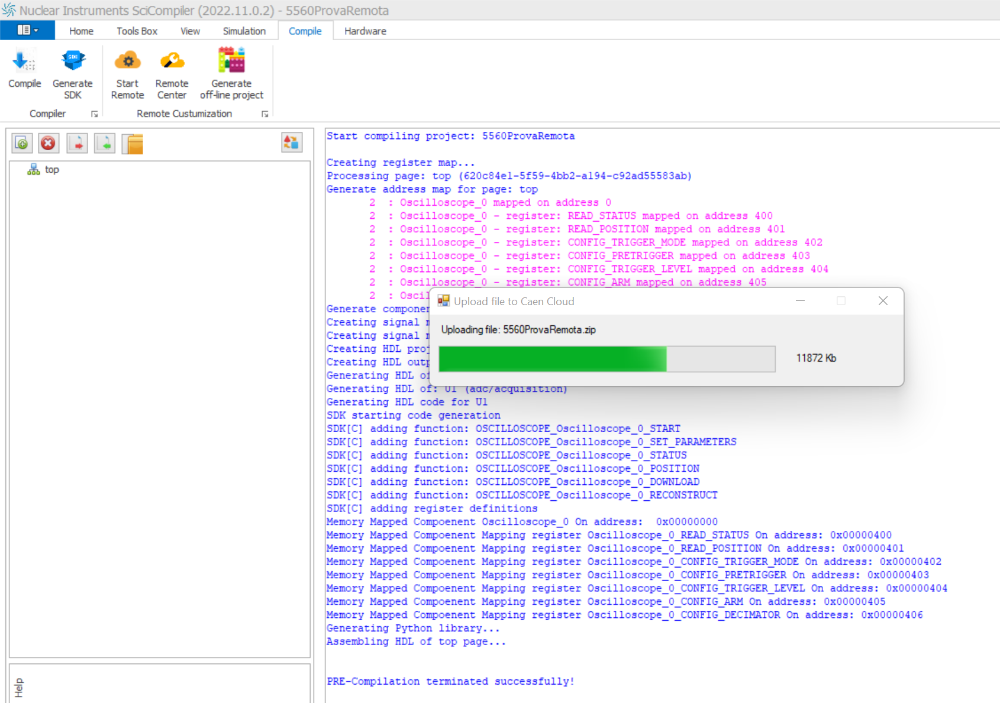 Nuclear Instruments SciCompiler (2022.11.0.2) - 5560ProvaRemota
Home Tools Box View Simulation Compile Hardware
SDK
Compile Generate SDK Start Remote Remote Center Generate off-line project
Compiler Remote Custumization
top
Help
Start compiling project: 5560ProvaRemota
Creating register map...
Processing page: top (620c84e1-5f59-4bb2-a194-c92ad55583ab)
Generate address map for page: top
2 : Oscilloscope_0 mapped on address 0
2 : Oscilloscope_0 - register: READ_STATUS mapped on address 400
2 : Oscilloscope_0 - register: READ_POSITION mapped on address 401
2 : Oscilloscope_0 - register: CONFIG_TRIGGER_MODE mapped on address 402
2 : Oscilloscope_0 - register: CONFIG_PRETRIGGER mapped on address 403
2 : Oscilloscope_0 - register: CONFIG_TRIGGER_LEVEL mapped on address 404
2 : Oscilloscope_0 - register: CONFIG_ARM mapped on address 405
2 : Oscil
Generate componen
Creating signal
Creating signal
Creating HDL proj
Creating HDL outp
Generating HDL of
Generating HDL of: U1 (adc/acquisition)
Generating HDL code for U1
SDK starting code generation
SDK[C] adding function: OSCILLOSCOPE_Oscilloscope_0_START
SDK[C] adding function: OSCILLOSCOPE_Oscilloscope_0_SET_PARAMETERS
SDK[C] adding function: OSCILLOSCOPE_Oscilloscope_0_STATUS
SDK[C] adding function: OSCILLOSCOPE_Oscilloscope_0_POSITION
SDK[C] adding function: OSCILLOSCOPE_Oscilloscope_0_DOWNLOAD
SDK[C] adding function: OSCILLOSCOPE_Oscilloscope_0_RECONSTRUCT
SDK[C] adding register definitions
Memory Mapped Compoenent Oscilloscope_0 On address: 0x00000000
Memory Mapped Compoenent Mapping register Oscilloscope_0_READ_STATUS On address: 0x00000400
Memory Mapped Compoenent Mapping register Oscilloscope_0_READ_POSITION On address: 0x00000401
Memory Mapped Compoenent Mapping register Oscilloscope_0_CONFIG_TRIGGER_MODE On address: 0x00000402
Memory Mapped Compoenent Mapping register Oscilloscope_0_CONFIG_PRETRIGGER On address: 0x00000403
Memory Mapped Compoenent Mapping register Oscilloscope_0_CONFIG_TRIGGER_LEVEL On address: 0x00000404
Memory Mapped Compoenent Mapping register Oscilloscope_0_CONFIG_ARM On address: 0x00000405
Memory Mapped Compoenent Mapping register Oscilloscope_0_CONFIG_DECIMATOR On address: 0x00000406
Generating Python library...
Assembling HDL of top page...
PRE-Compilation terminated successfully!
Upload file to Caen Cloud
Uploading file: 5560ProvaRemota.zip
11872 Kb